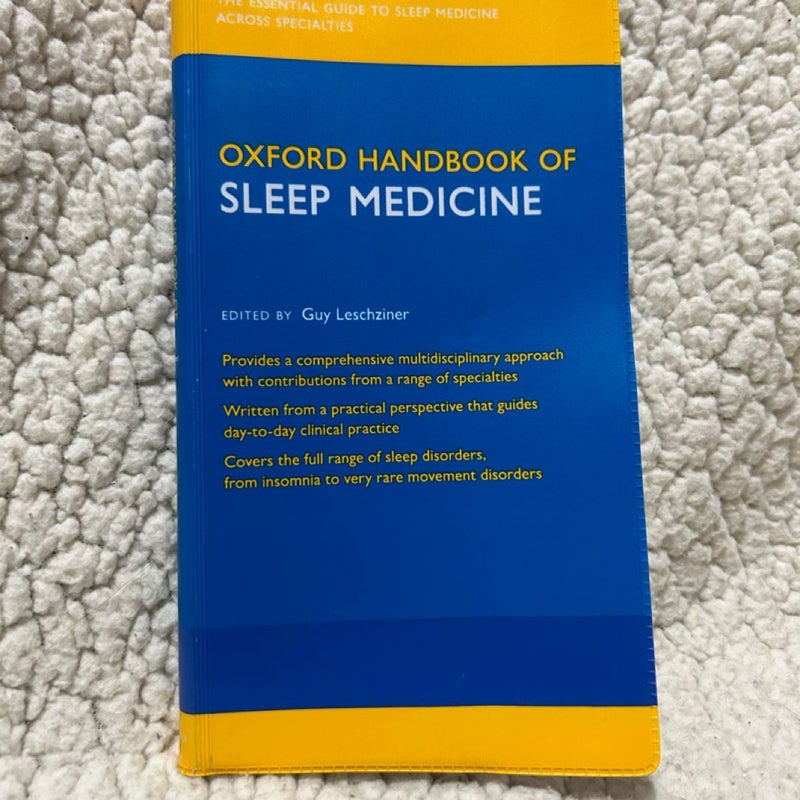 THE ESSENTIAL GUIDE TO SLEEP MEDICINE
ACROSS SPECIALTIES
OXFORD HANDBOOK OF
SLEEP MEDICINE
EDITED BY Guy Leschziner
Provides a comprehensive multidisciplinary approach
with contributions from a range of specialties
Written from a practical perspective that guides
day-to-day clinical practice
Covers the full range of sleep disorders,
from insomnia to very rare movement disorders